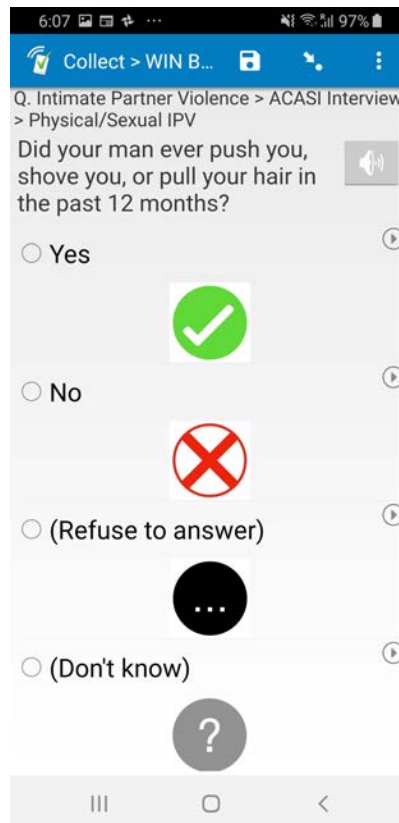 6:07 ... 97%
Collect > WIN B...
Q. Intimate Partner Violence > ACASI Interview
> Physical/Sexual IPV
Did your man ever push you,
shove you, or pull your hair in
the past 12 months?
Yes
No
(Refuse to answer)
...
(Don't know)
?